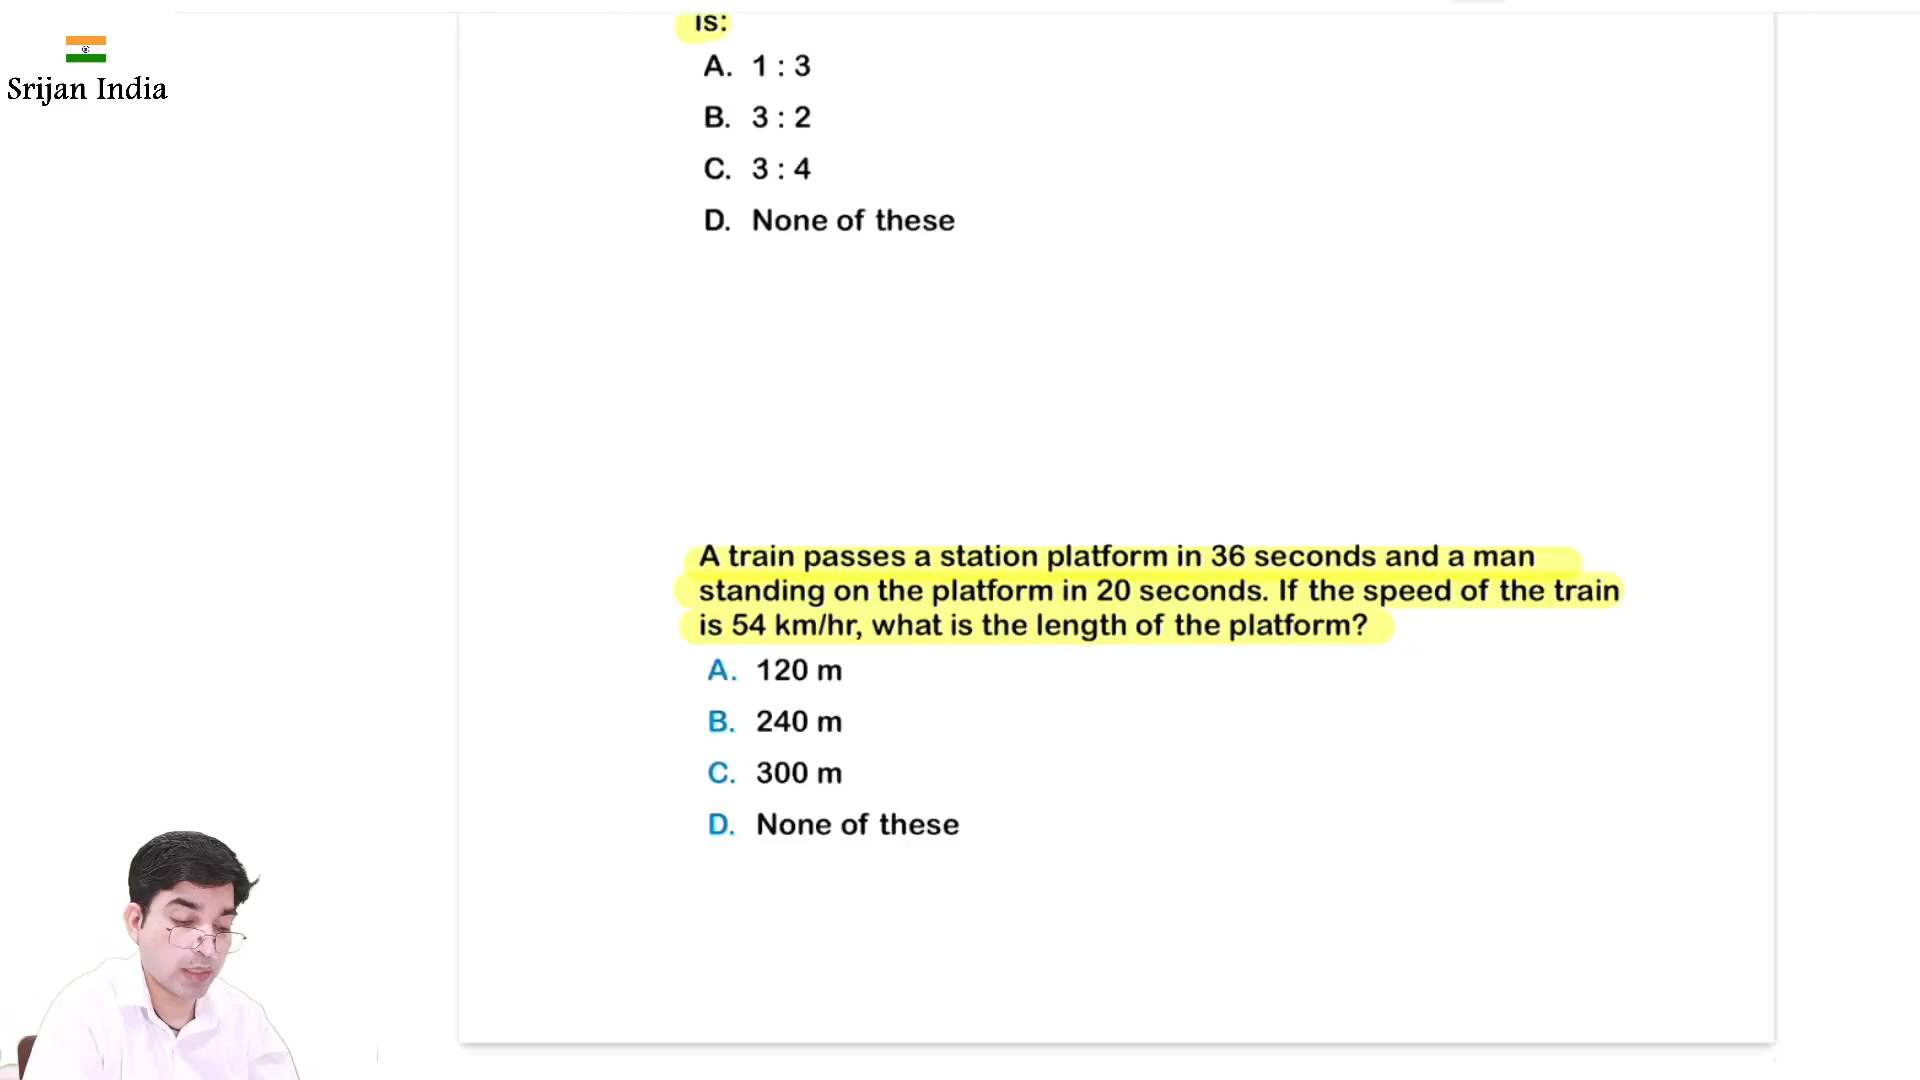 Srijan India
is:
A. 1 : 3
B. 3 : 2
C. 3 : 4
D. None of these
A train passes a station platform in 36 seconds and a man
standing on the platform in 20 seconds. If the speed of the train
is 54 km/hr, what is the length of the platform?
A. 120 m
B. 240 m
C. 300 m
D. None of these